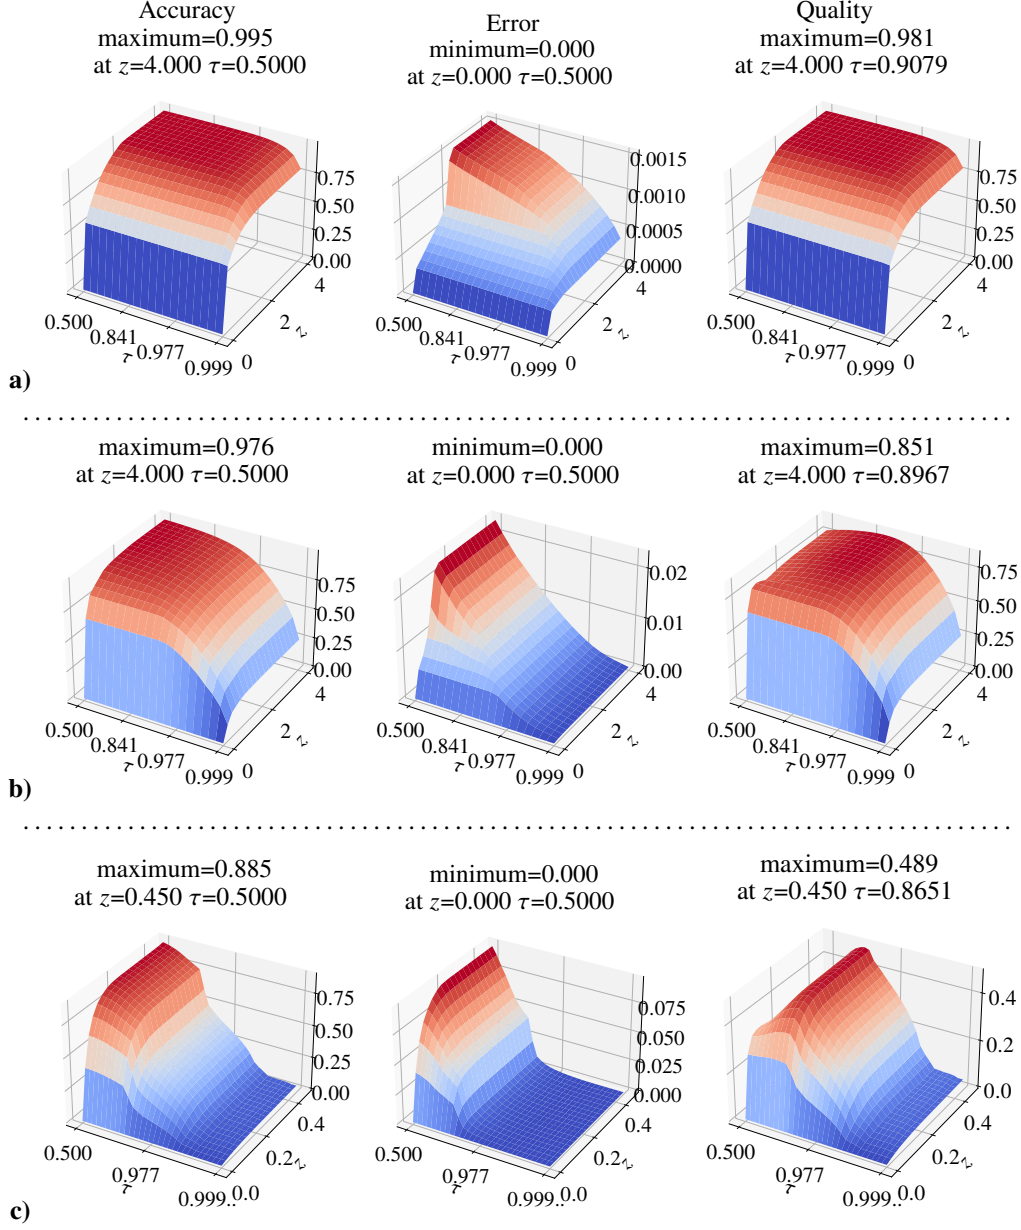 Accuracy
maximum=0.995
at z=4.000 τ=0.5000
Error
minimum=0.000
at z=0.000 τ=0.5000
Quality
maximum=0.981
at z=4.000 τ=0.9079
0.75
0.50
0.25
0.00
4
2
z
0
0.500
0.841
τ
0.977
0.999
0.0015
0.0010
0.0005
0.0000
4
2
z
0
0.500
0.841
τ
0.977
0.999
0.75
0.50
0.25
0.00
4
2
z
0
0.500
0.841
τ
0.977
0.999
a)
maximum=0.976
at z=4.000 τ=0.5000
minimum=0.000
at z=0.000 τ=0.5000
maximum=0.851
at z=4.000 τ=0.8967
0.75
0.50
0.25
0.00
4
2
z
0
0.500
0.841
τ
0.977
0.999
0.02
0.01
0.00
4
2
z
0
0.500
0.841
τ
0.977
0.999
0.75
0.50
0.25
0.00
4
2
z
0
0.500
0.841
τ
0.977
0.999
b)
maximum=0.885
at z=0.450 τ=0.5000
minimum=0.000
at z=0.000 τ=0.5000
maximum=0.489
at z=0.450 τ=0.8651
0.75
0.50
0.25
0.00
0.4
0.2
z
0.0
0.500
0.977
τ
0.999..
0.075
0.050
0.025
0.000
0.4
0.2
z
0.0
0.500
0.977
τ
0.999..
0.4
0.2
0.0
0.4
0.2
z
0.0
0.500
0.977
τ
0.999..
c)